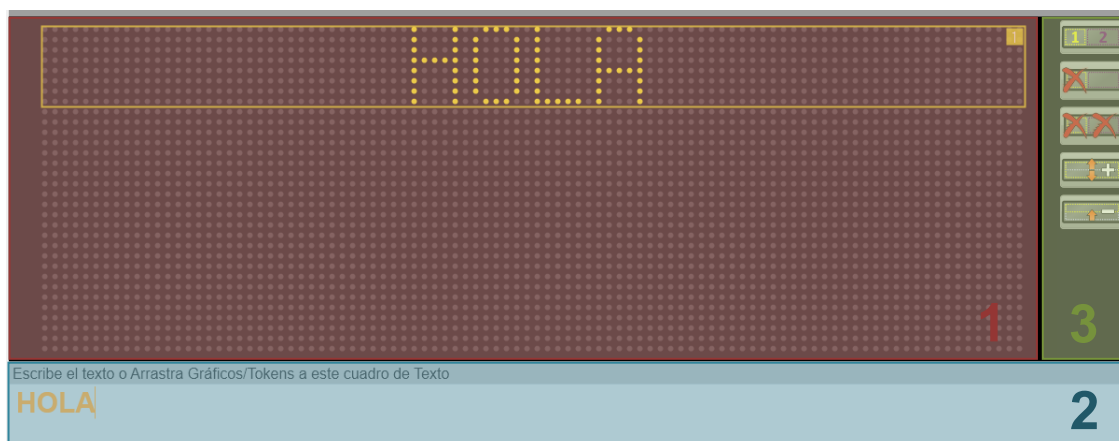 HOLA
1
1 2
1
3
Escribe el texto o Arrastra Gráficos/Tokens a este cuadro de Texto
HOLA
2